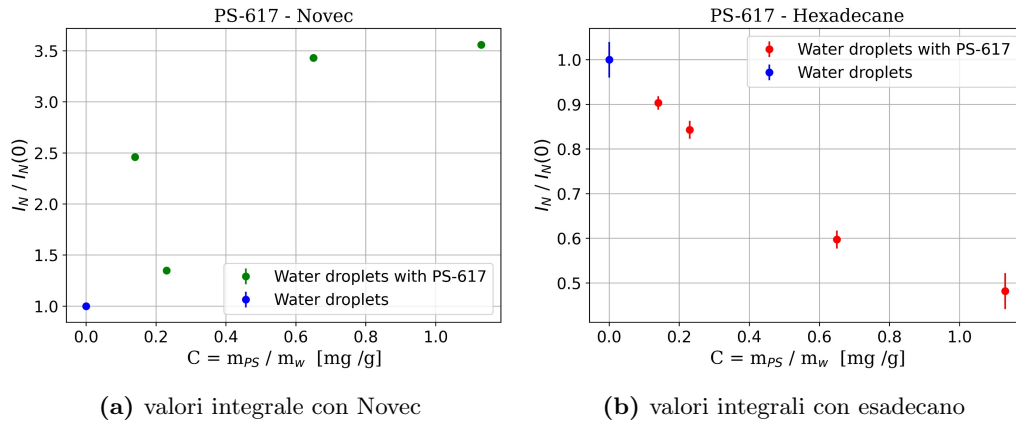 PS-617 - Novec
3.5
3.0
2.5
2.0
1.5
1.0
I_N / I_N(0)
Water droplets with PS-617
Water droplets
0.0 0.2 0.4 0.6 0.8 1.0
C = m_PS / m_w [mg /g]
(a) valori integrale con Novec
PS-617 - Hexadecane
1.0
0.9
0.8
0.7
0.6
0.5
I_N / I_N(0)
Water droplets with PS-617
Water droplets
0.0 0.2 0.4 0.6 0.8 1.0
C = m_PS / m_w [mg /g]
(b) valori integrali con esadecano